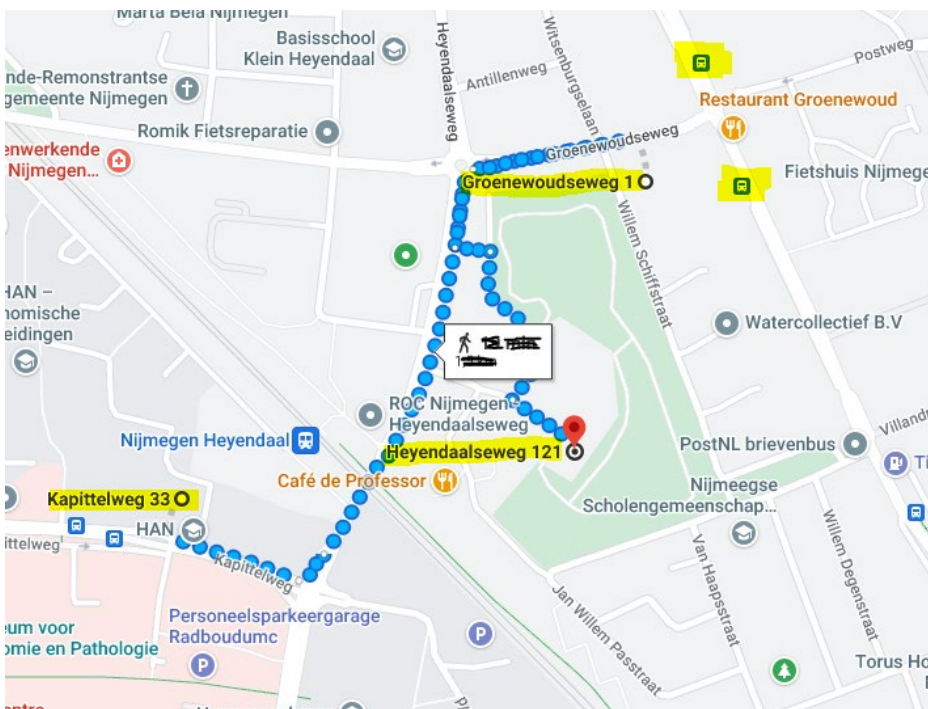 Marta Bela Nijmegen
Basisschool
Klein Heyendaal
Heyendaalseweg
Witsenburgselaan
Antillenweg
Postweg
nde-Remonstrantse
gemeente Nijmegen
Restaurant Groenewoud
Romik Fietsreparatie
Groenewoudseweg
enwerkende
Nijmegen...
Groenewoudseweg 1
Fietshuis Nijmege
Willem Schiffstraat
HAN –
nomische
eidingen
Watercollectief B.V
ROC Nijmegen-
Heyendaalseweg
Nijmegen Heyendaal
Heyendaalseweg 121
PostNL brievenbus
Villandr
Café de Professor
Ti
Kapittelweg 33
Nijmeegse
Scholengemeenschap...
HAN
ittelweg
Kapittelweg
Van Haapsstraat
Willem Degenstraat
Jan Willem Passtraat
Personeelsparkeergarage
Radboudumc
P
eum voor
omie en Pathologie
P
Torus Ho